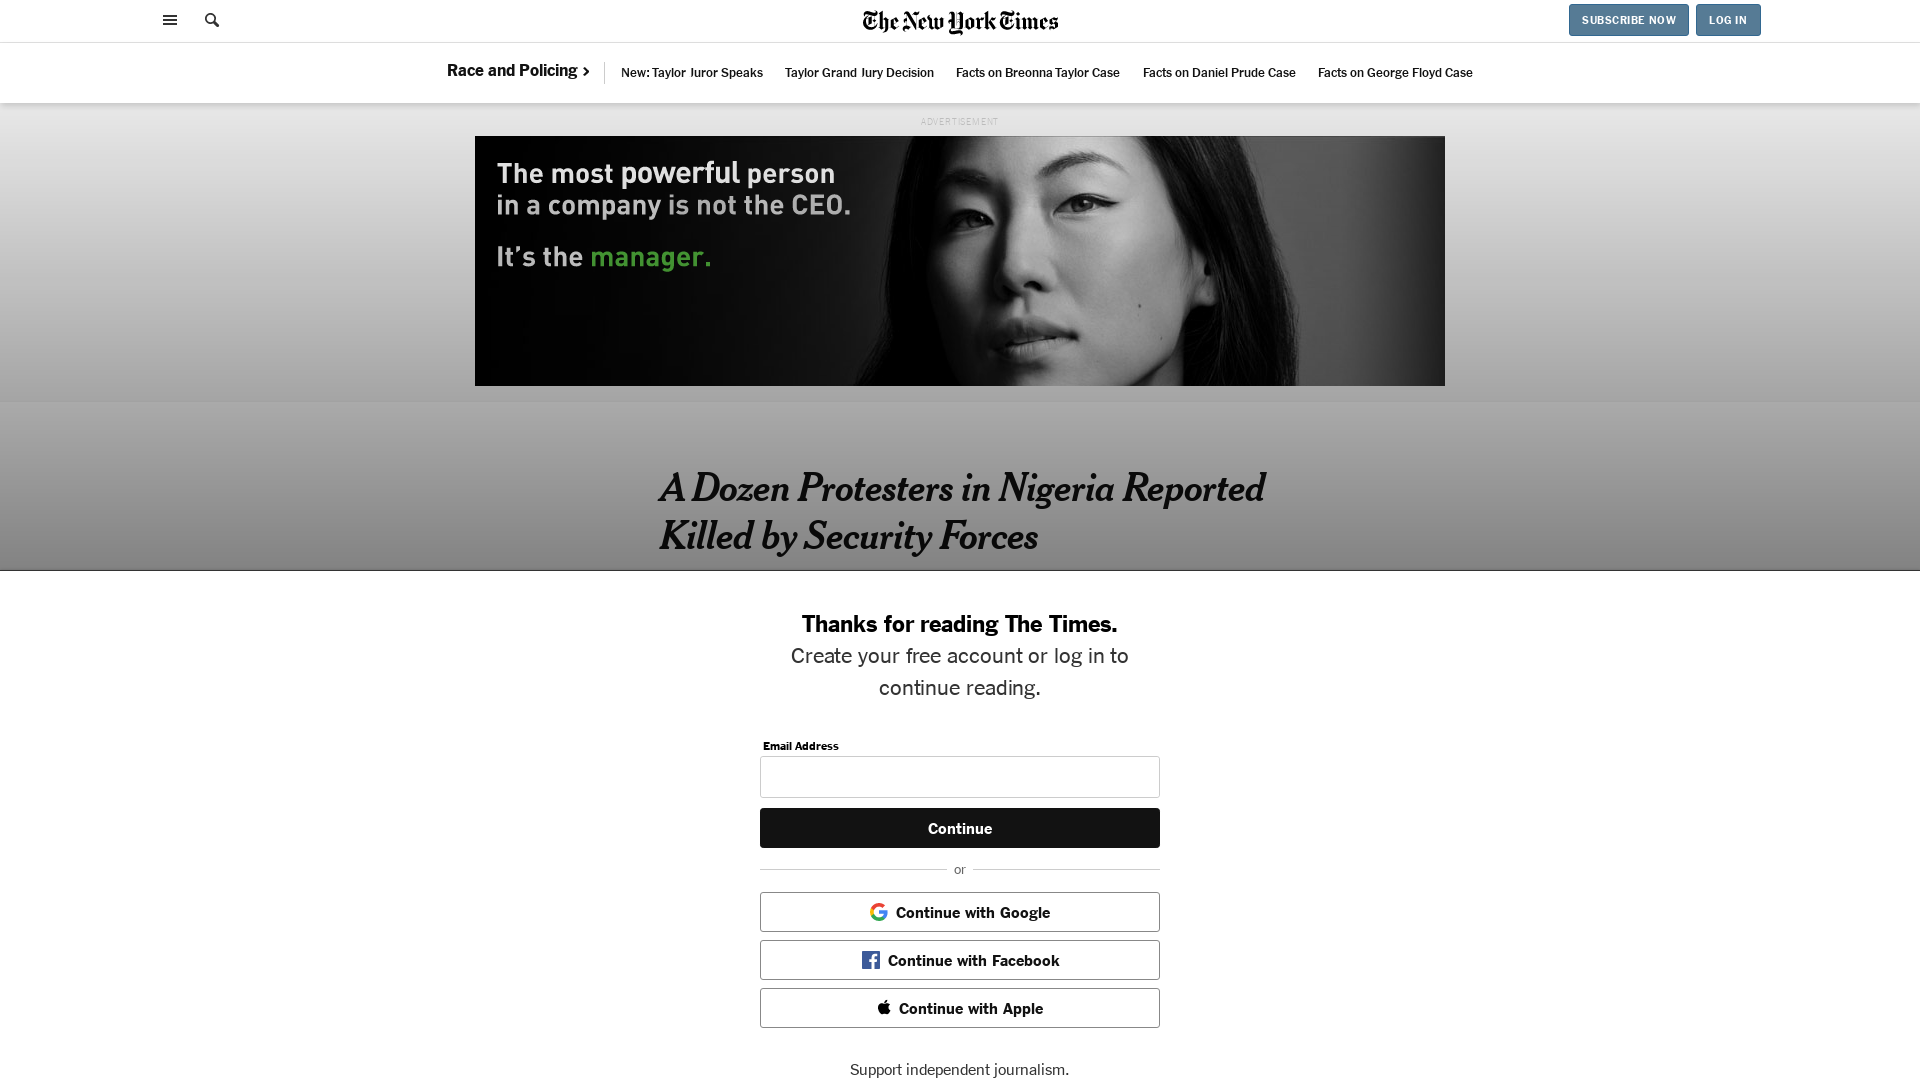 The New York Times
SUBSCRIBE NOW
LOG IN
Race and Policing
New: Taylor Juror Speaks
Taylor Grand Jury Decision
Facts on Breonna Taylor Case
Facts on Daniel Prude Case
Facts on George Floyd Case
ADVERTISEMENT
The most powerful person
in a company is not the CEO.
It's the manager.
A Dozen Protesters in Nigeria Reported
Killed by Security Forces
Thanks for reading The Times.
Create your free account or log in to
continue reading.
Email Address
Continue
or
Continue with Google
Continue with Facebook
Continue with Apple
Support independent journalism.